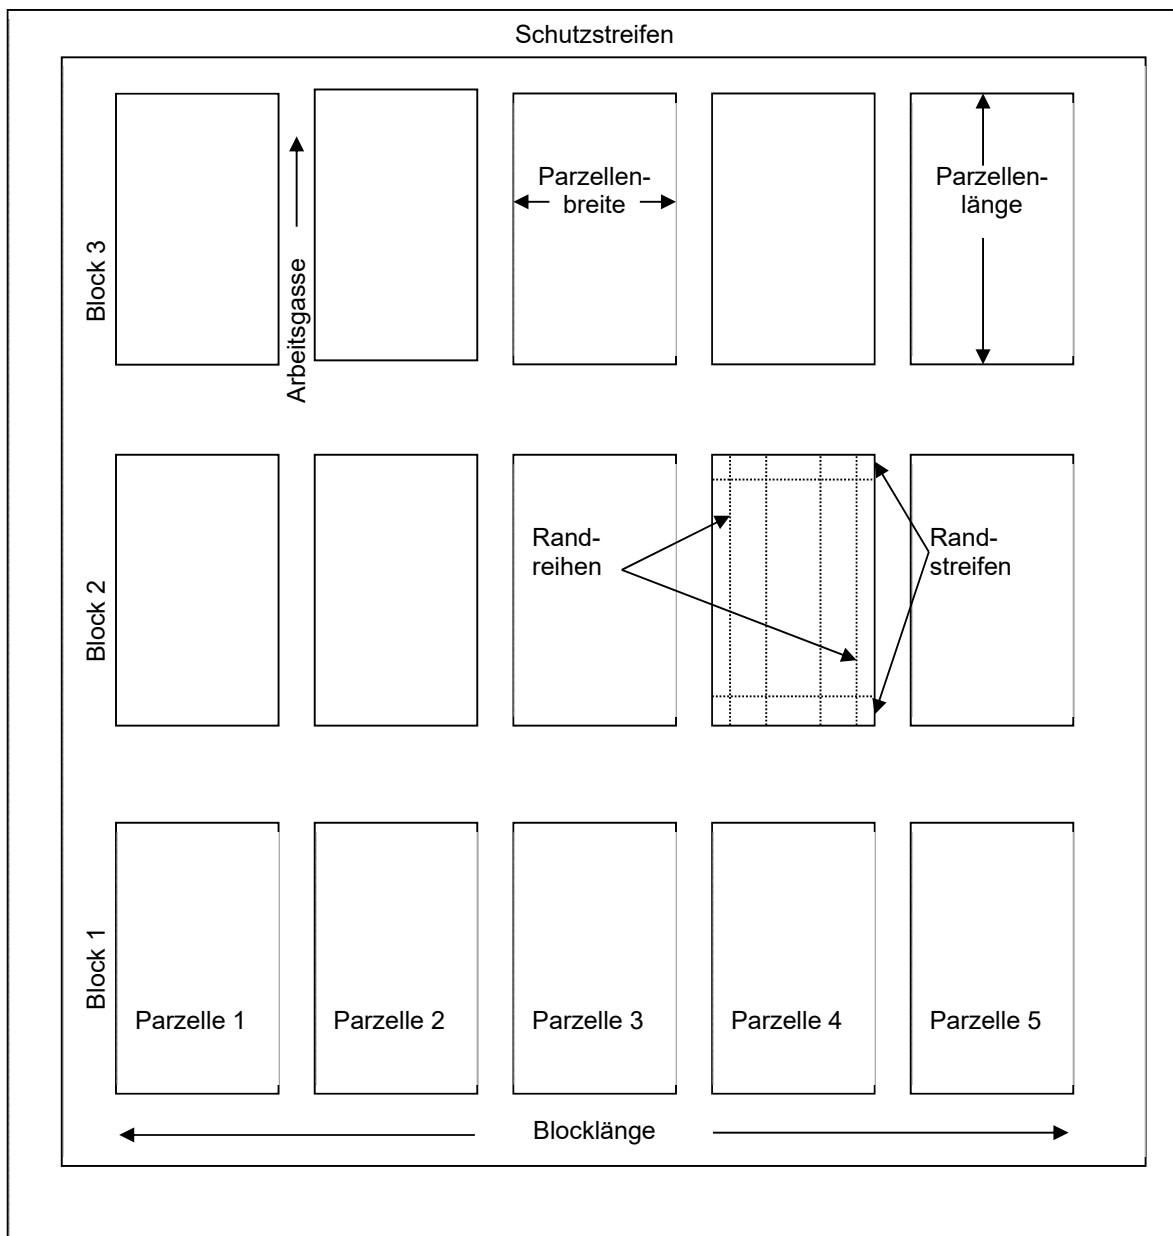 Schutzstreifen
Block 3
Arbeitsgasse
Parzellen-
breite
Parzellen-
länge
Block 2
Rand-
reihen
Rand-
streifen
Block 1
Parzelle 1
Parzelle 2
Parzelle 3
Parzelle 4
Parzelle 5
Blocklänge